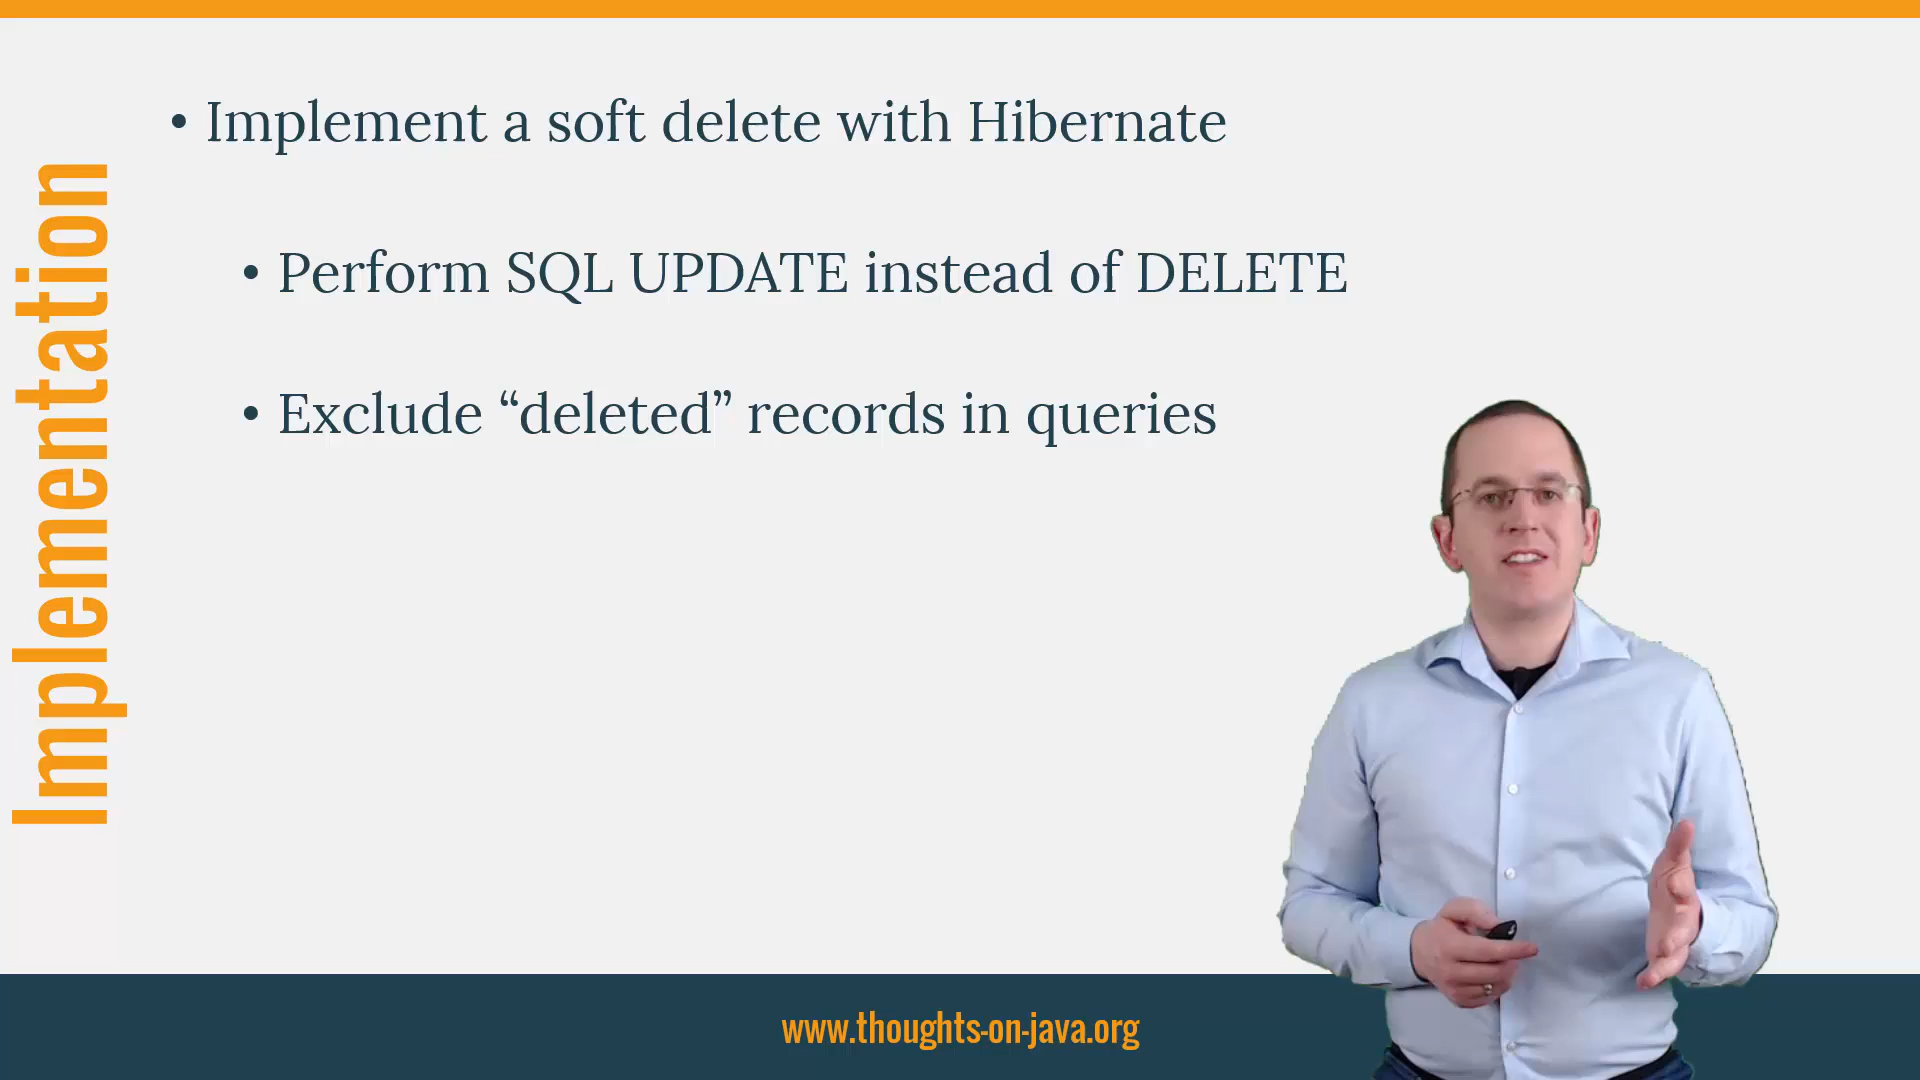 Implementation
• Implement a soft delete with Hibernate
• Perform SQL UPDATE instead of DELETE
• Exclude “deleted” records in queries
www.thoughts-on-java.org